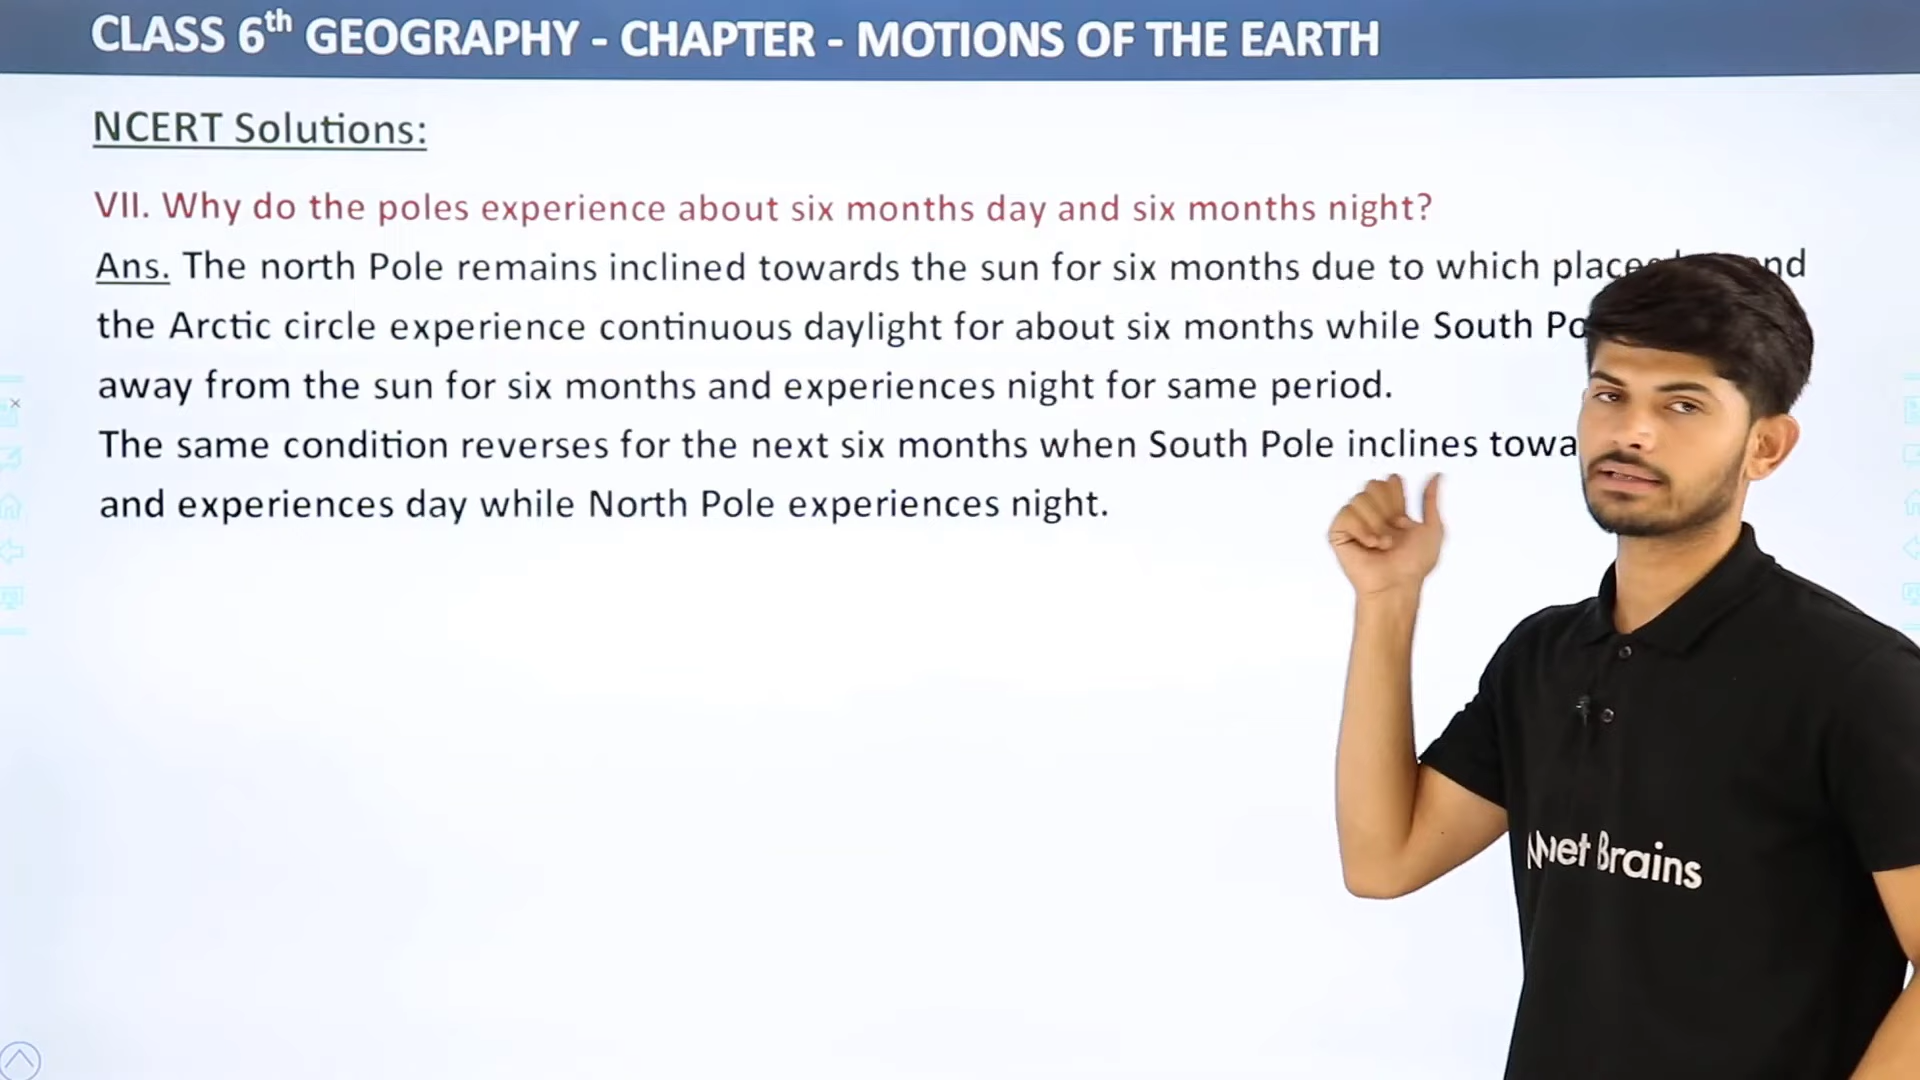 CLASS 6th GEOGRAPHY - CHAPTER - MOTIONS OF THE EARTH
NCERT Solutions:
VII. Why do the poles experience about six months day and six months night?
Ans. The north Pole remains inclined towards the sun for six months due to which
the Arctic circle experience continuous daylight for about six months while South
away from the sun for six months and experiences night for same period.
The same condition reverses for the next six months when South Pole inclines
and experiences day while North Pole experiences night.
Brains